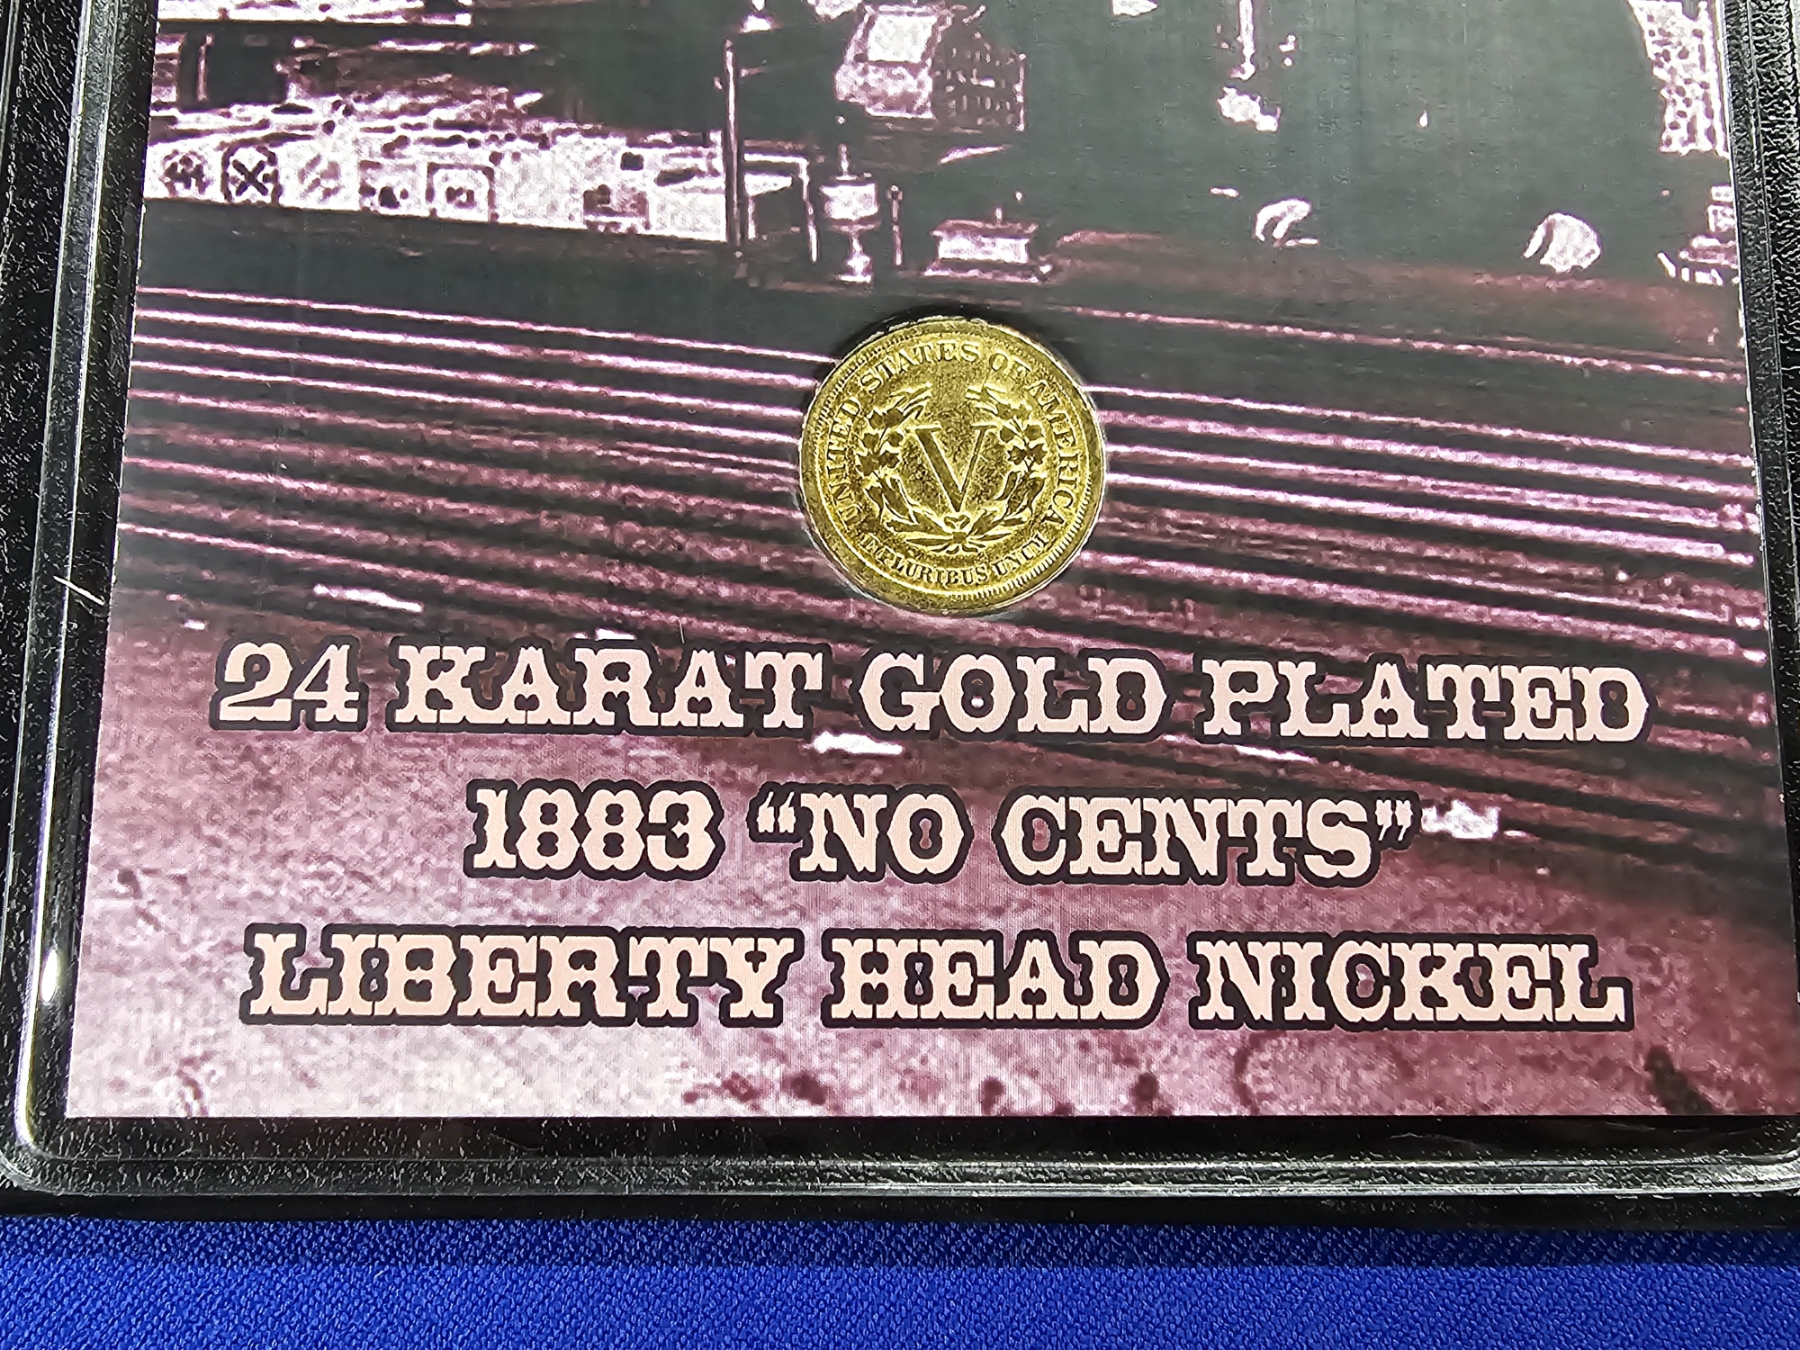 UNITED STATES OF AMERICA
V
E PLURIBUS UNUM
24 KARAT GOLD PLATED
1883 “NO CENTS”
LIBERTY HEAD NICKEL